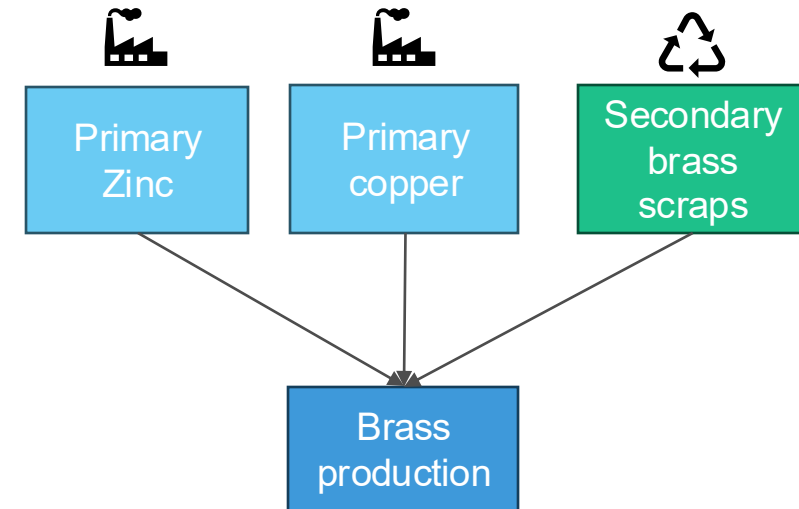 Primary
Zinc
Primary
copper
Secondary
brass
scraps
Brass
production